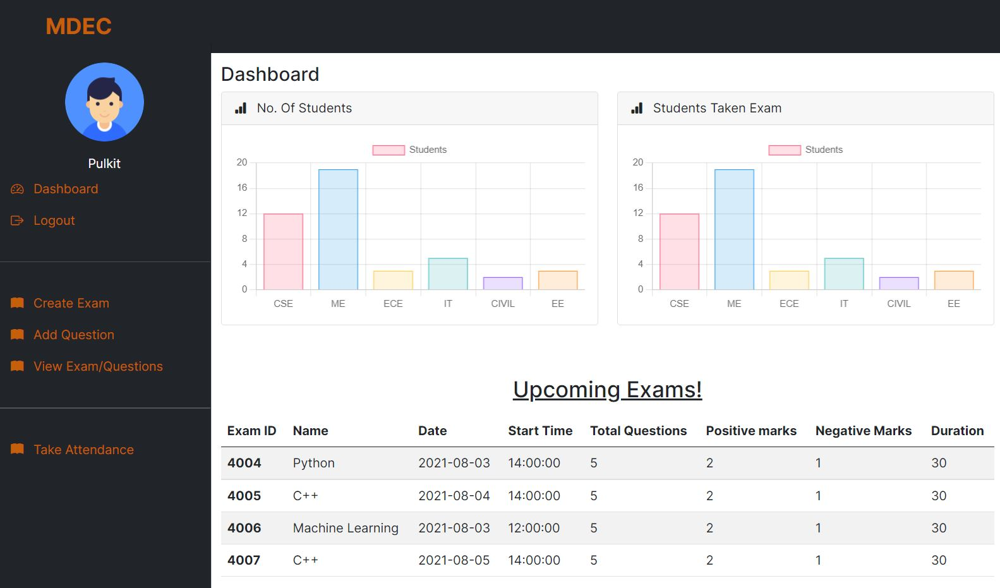 MDEC
Pulkit
Dashboard
Logout
Create Exam
Add Question
View Exam/Questions
Take Attendance
Dashboard
No. Of Students
Students
20
16
12
8
4
0
CSE ME ECE IT CIVIL EE
Students Taken Exam
Students
20
16
12
8
4
0
CSE ME ECE IT CIVIL EE
Upcoming Exams!
Exam ID Name Date Start Time Total Questions Positive marks Negative Marks Duration
4004 Python 2021-08-03 14:00:00 5 2 1 30
4005 C++ 2021-08-04 14:00:00 5 2 1 30
4006 Machine Learning 2021-08-03 12:00:00 5 2 1 30
4007 C++ 2021-08-05 14:00:00 5 2 1 30